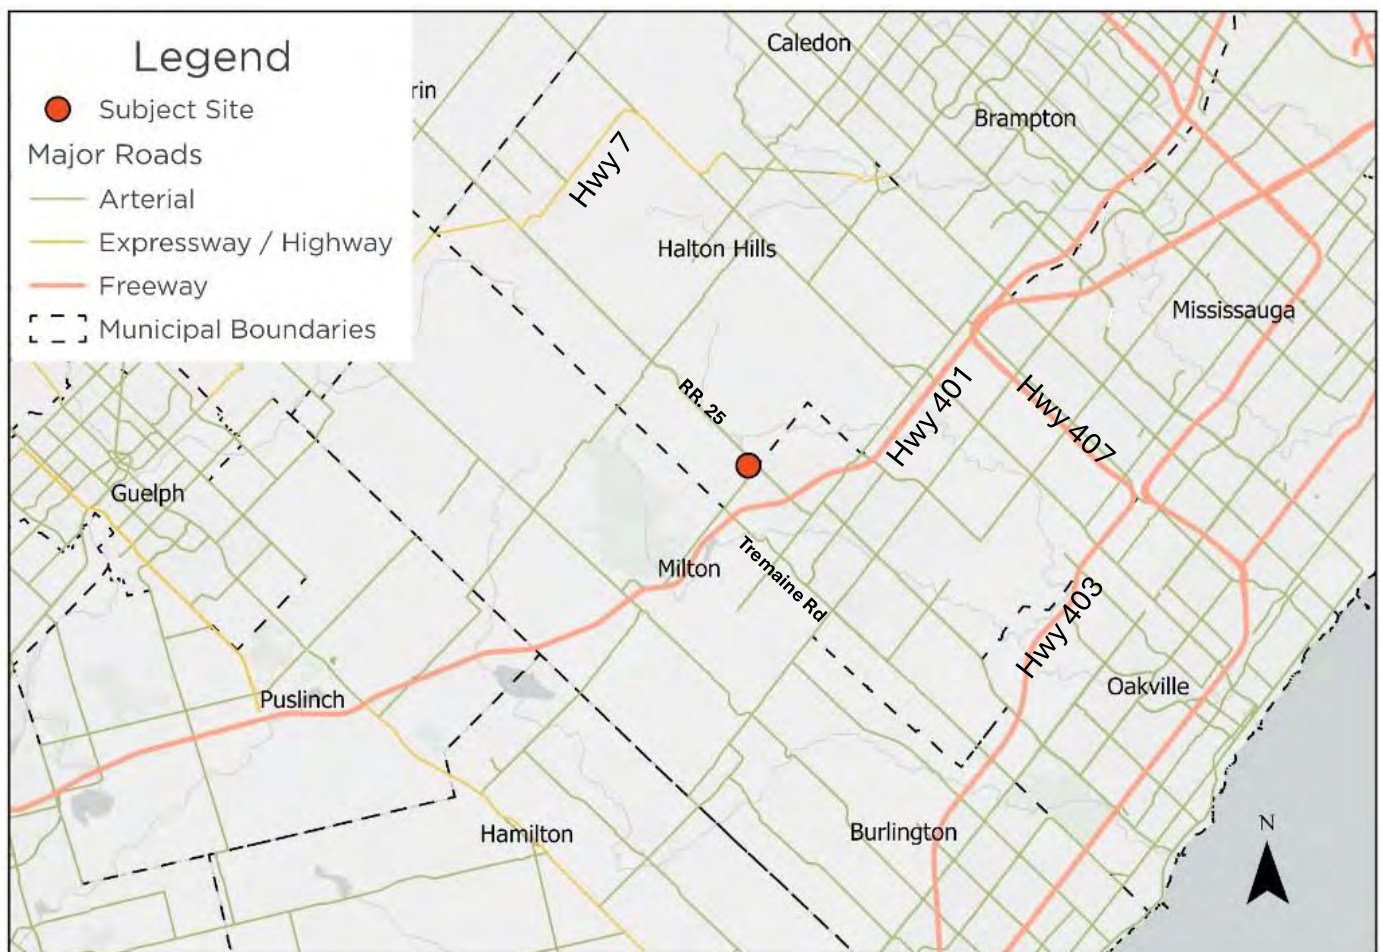 Legend
Subject Site
Major Roads
Arterial
Expressway / Highway
Freeway
Municipal Boundaries
rin
Caledon
Brampton
Hwy 7
Halton Hills
Mississauga
RR. 25
Hwy 401
Hwy 407
Guelph
Milton
Tremaine Rd
Hwy 403
Puslinch
Oakville
Hamilton
Burlington
N